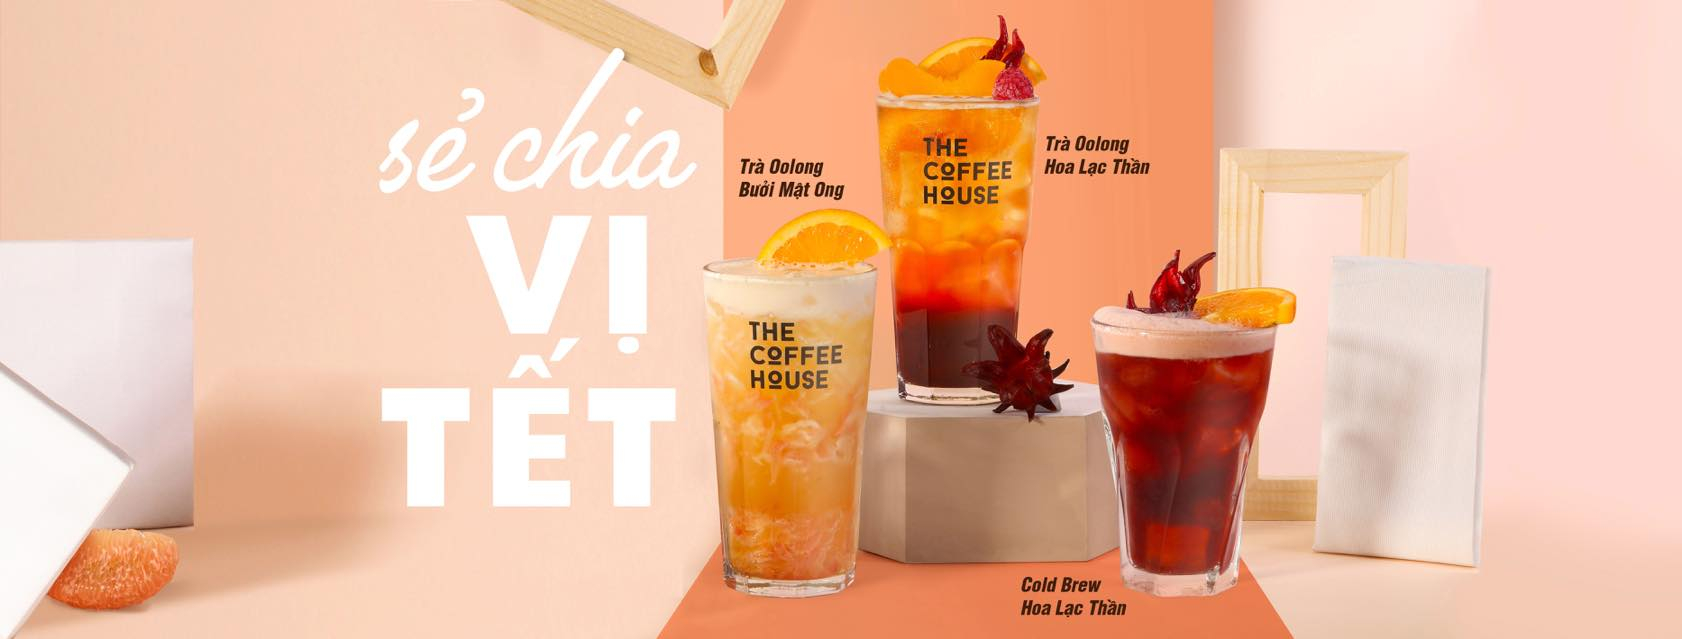 sẻ chia
VỊ
TẾT
Trà Oolong
Bưởi Mật Ong
THE
COFFEE
HOUSE
Trà Oolong
Hoa Lạc Thần
THE
COFFEE
HOUSE
Cold Brew
Hoa Lạc Thần